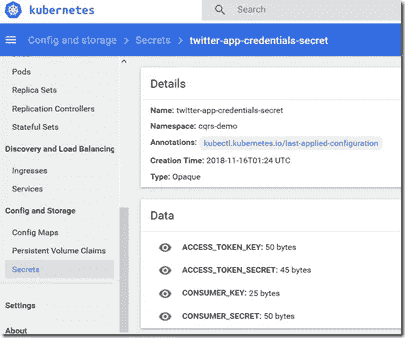 kubernetes
Search
Config and storage > Secrets > twitter-app-credentials-secret
Pods
Replica Sets
Replication Controllers
Stateful Sets
Discovery and Load Balancing
Ingresses
Services
Config and Storage
Config Maps
Persistent Volume Claims
Secrets
Settings
About
Details
Name: twitter-app-credentials-secret
Namespace: cqrs-demo
Annotations: kubectl.kubernetes.io/last-applied-configuration
Creation Time: 2018-11-16T01:24 UTC
Type: Opaque
Data
ACCESS_TOKEN_KEY: 50 bytes
ACCESS_TOKEN_SECRET: 45 bytes
CONSUMER_KEY: 25 bytes
CONSUMER_SECRET: 50 bytes